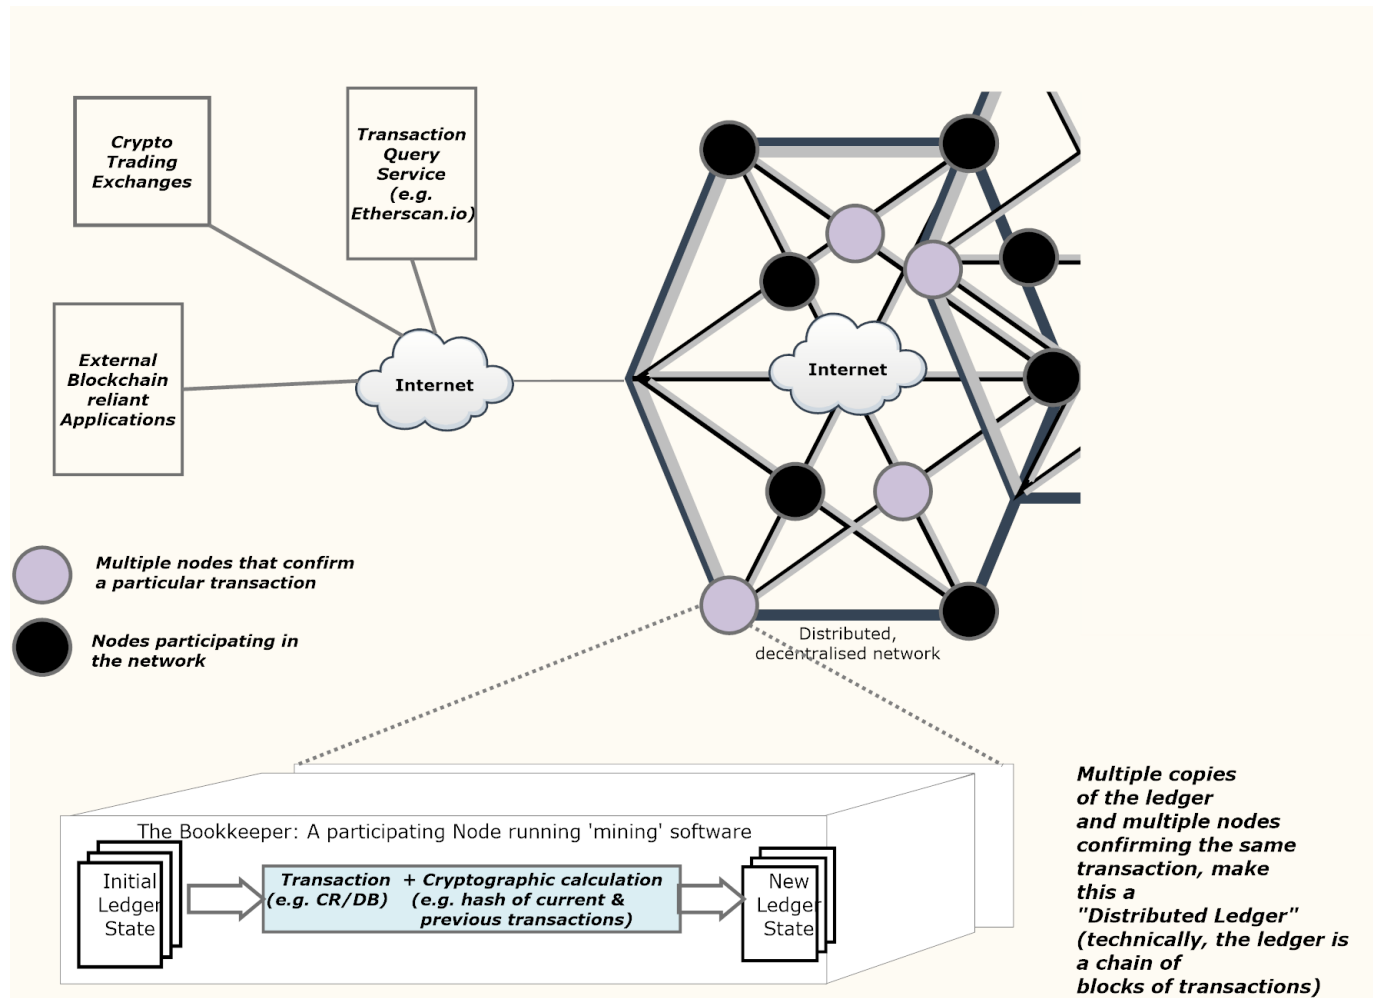 Crypto
Trading
Exchanges
Transaction
Query
Service
(e.g.
Etherscan.io)
External
Blockchain
reliant
Applications
Internet
Internet
Multiple nodes that confirm
a particular transaction
Nodes participating in
the network
Distributed,
decentralised network
The Bookkeeper: A participating Node running 'mining' software
Initial
Ledger
State
Transaction + Cryptographic calculation
(e.g. CR/DB) (e.g. hash of current &
previous transactions)
New
Ledger
State
Multiple copies
of the ledger
and multiple nodes
confirming the same
transaction, make
this a
"Distributed Ledger"
(technically, the ledger is
a chain of
blocks of transactions)